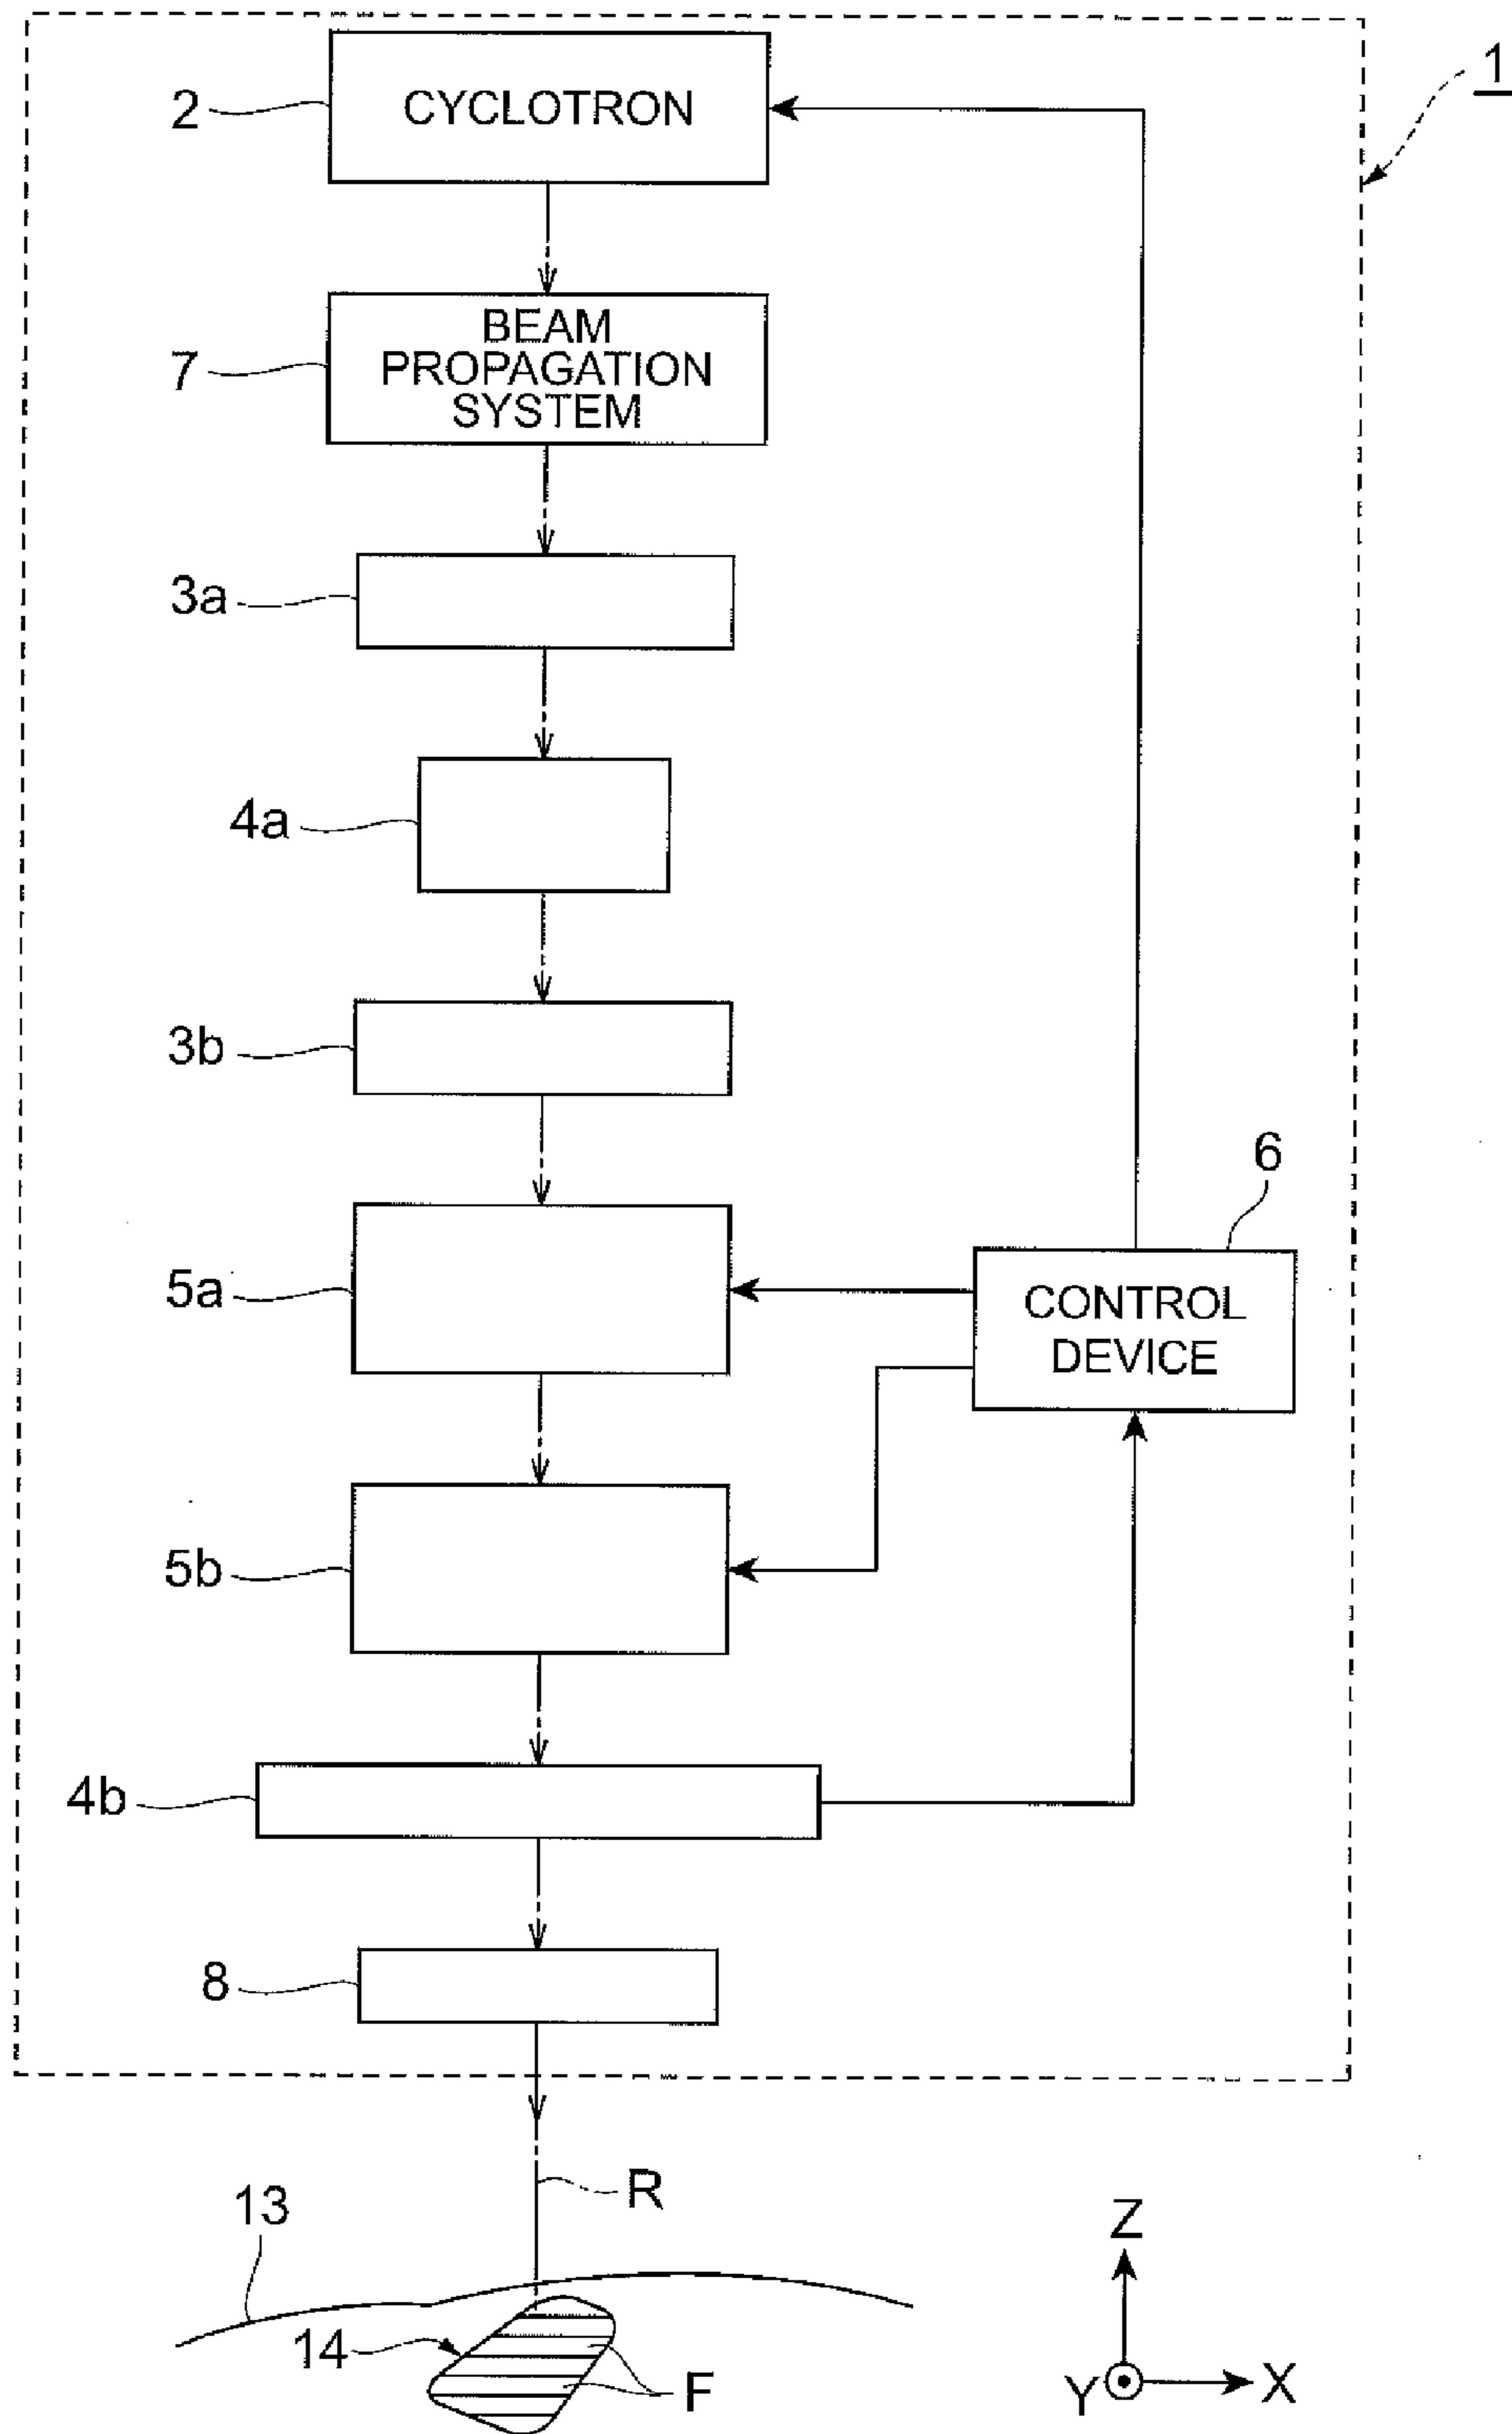 1
2
CYCLOTRON
7
BEAM
PROPAGATION
SYSTEM
3a
4a
3b
6
5a
CONTROL
DEVICE
5b
4b
8
R
13
Z
14
F
Y
X